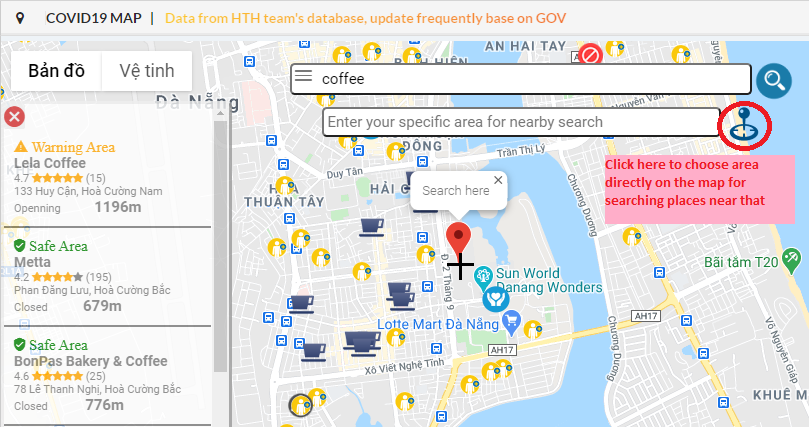 COVID19 MAP | Data from HTH team's database, update frequently base on GOV
Bản đồ
Vệ tinh
coffee
Enter your specific area for nearby search
Click here to choose area
directly on the map for
searching places near that
Warning Area
Lela Coffee
4.7 (15)
133 Huy Cận, Hoà Cường Nam
Openning 1196m
Safe Area
Metta
4.2 (195)
Phan Đăng Lưu, Hoà Cường Bắc
Closed 679m
Safe Area
BonPas Bakery & Coffee
4.6 (25)
78 Lê Thanh Nghị, Hoà Cường Bắc
Closed 776m
AN HẢI TÂY
Đà Nẵng
ĐÔNG
Trần Thị Lý
Duy Tân
THUẬN TÂY
Search here
Đ. 2 Tháng 9
Chương Dương
Sun World
Danang Wonders
Lotte Mart Đà Nẵng
AH17
AH17
Xô Viết Nghệ Tĩnh
Chương Dương
Bãi tắm T20
Võ Nguyên Giáp
KHUÊ M